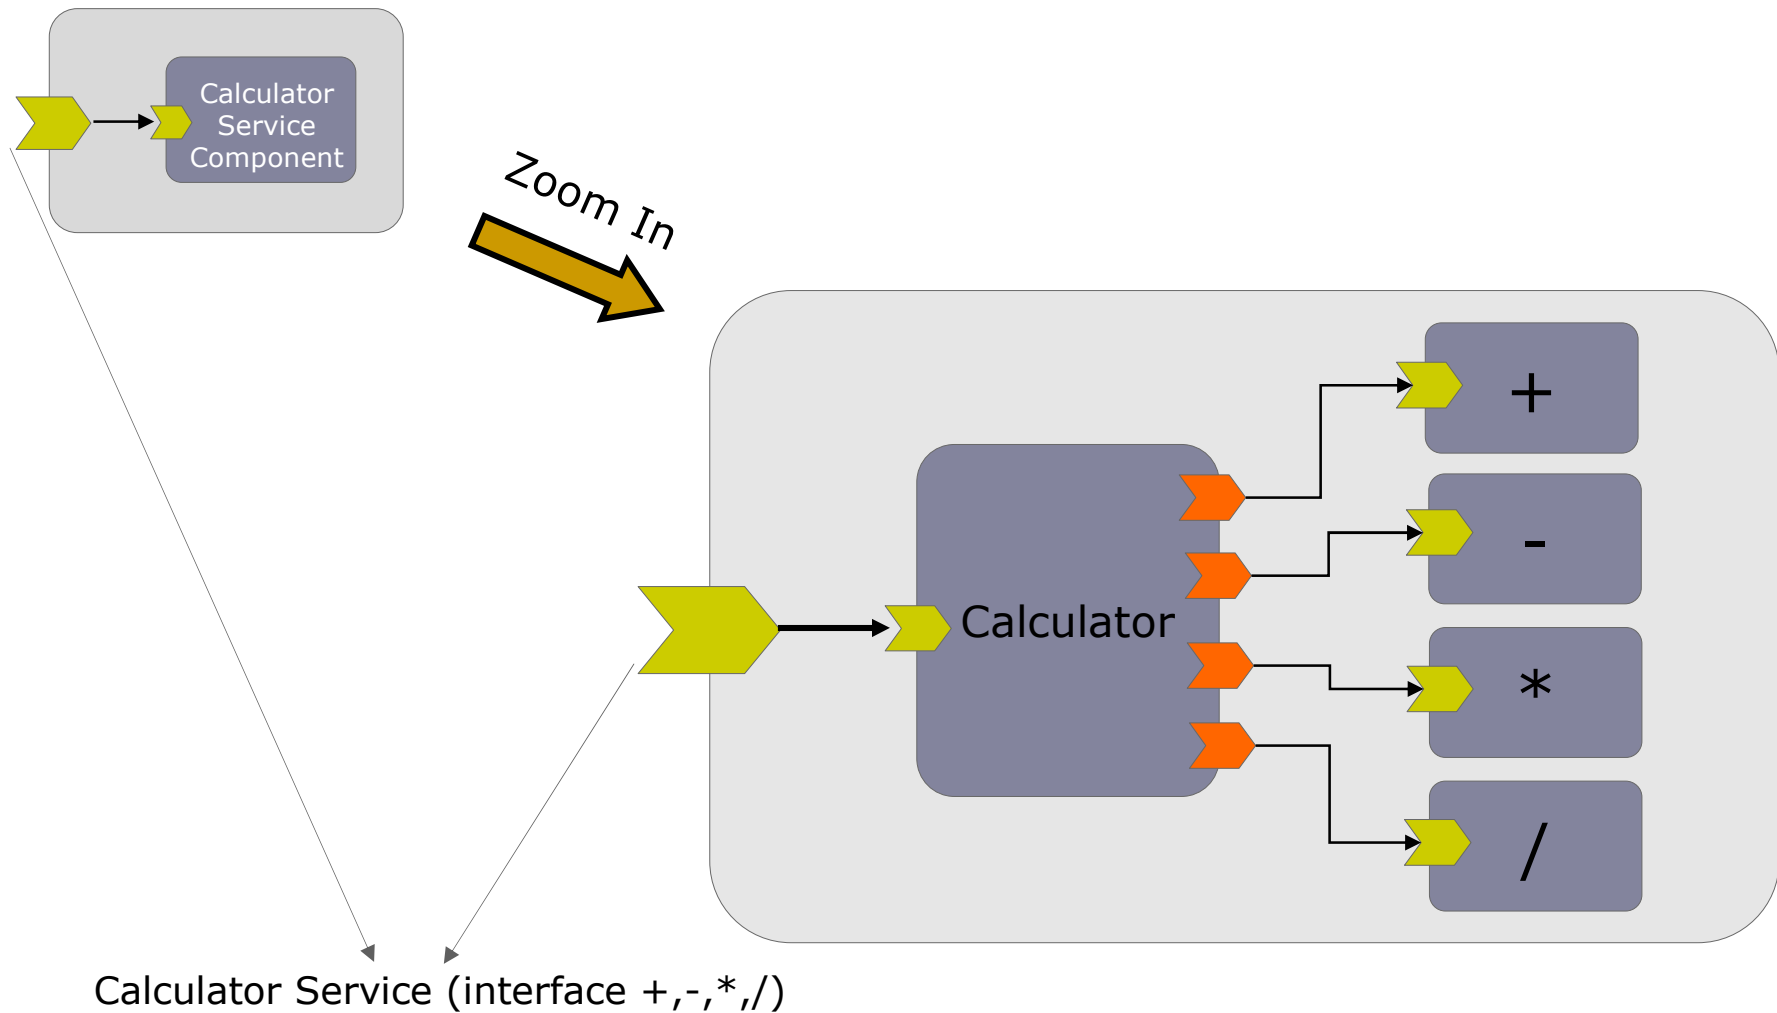 Calculator
Service
Component
Zoom In
+
-
Calculator
*
/
Calculator Service (interface +,-,*,/)